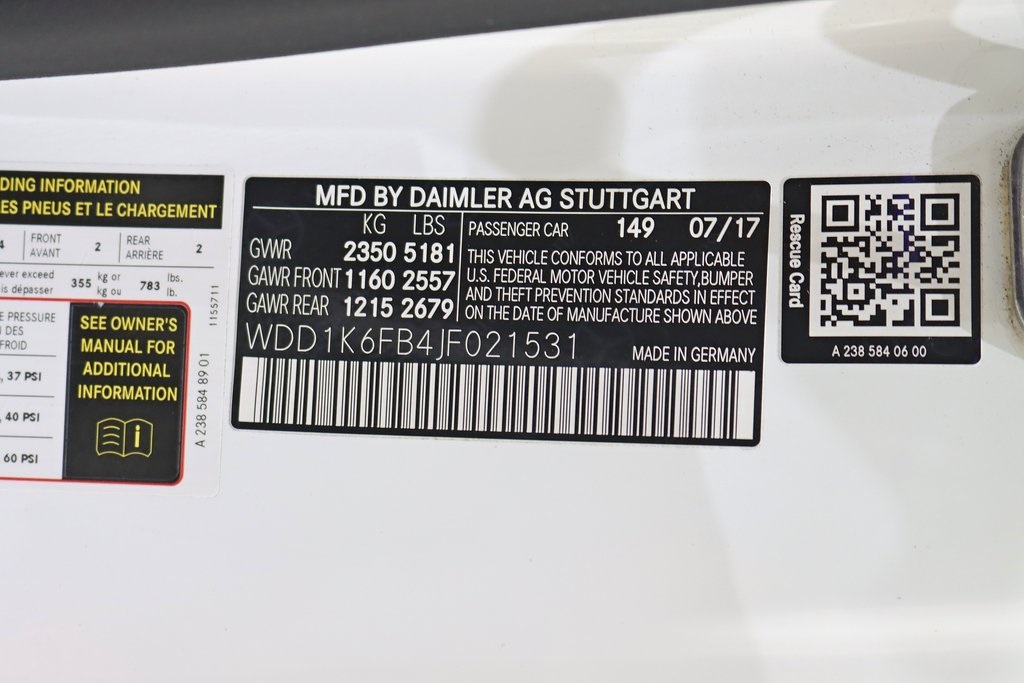 DING INFORMATION
ES PNEUS ET LE CHARGEMENT
4 FRONT AVANT 2 REAR ARRIÈRE 2
ever exceed
is dépasser 355 kg or kg ou 783 lbs. lb.
E PRESSURE
DES
FROID
, 37 PSI
, 40 PSI
60 PSI
SEE OWNER'S
MANUAL FOR
ADDITIONAL
INFORMATION
i
1155711
A 238 584 89 01
MFD BY DAIMLER AG STUTTGART
KG LBS
GVWR 2350 5181
GAWR FRONT 1160 2557
GAWR REAR 1215 2679
PASSENGER CAR 149 07/17
THIS VEHICLE CONFORMS TO ALL APPLICABLE
U.S. FEDERAL MOTOR VEHICLE SAFETY,BUMPER
AND THEFT PREVENTION STANDARDS IN EFFECT
ON THE DATE OF MANUFACTURE SHOWN ABOVE
WDD1K6FB4JF021531
MADE IN GERMANY
Rescue Card
A 238 584 06 00